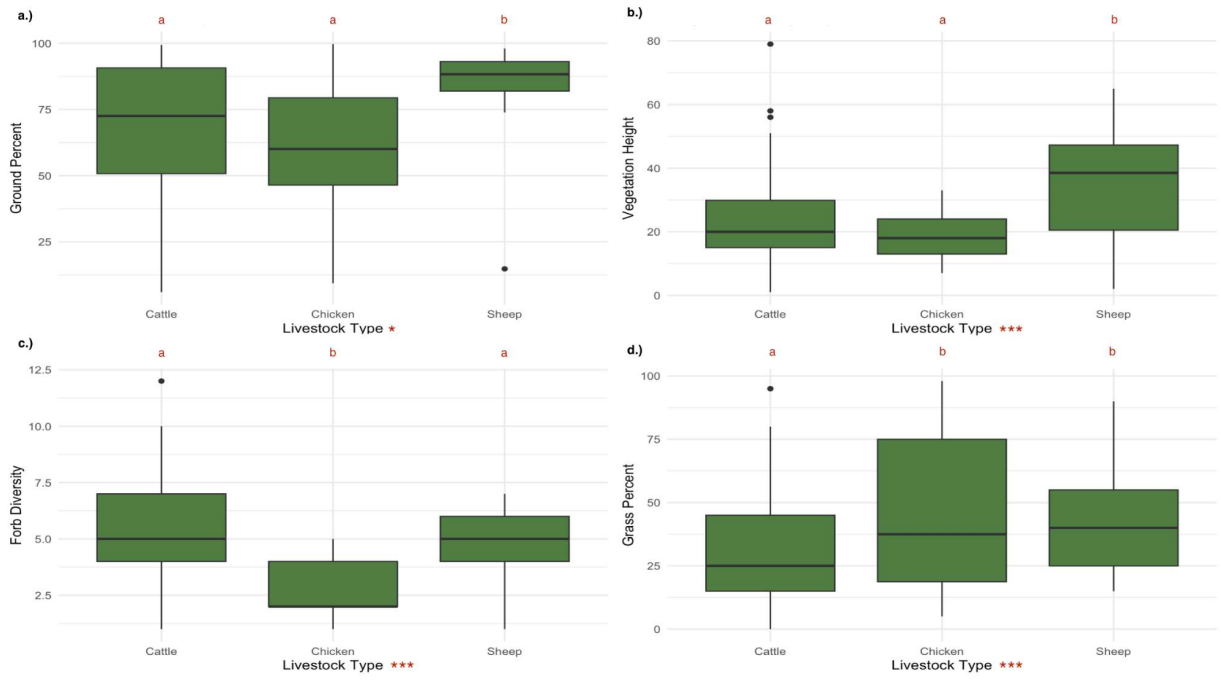 a.)
a a b
Ground Percent
100
75
50
25
Cattle Chicken Sheep
Livestock Type *
b.)
a a b
Vegetation Height
80
60
40
20
0
Cattle Chicken Sheep
Livestock Type ***
c.)
a b a
Forb Diversity
12.5
10.0
7.5
5.0
2.5
Cattle Chicken Sheep
Livestock Type ***
d.)
a b b
Grass Percent
100
75
50
25
0
Cattle Chicken Sheep
Livestock Type ***